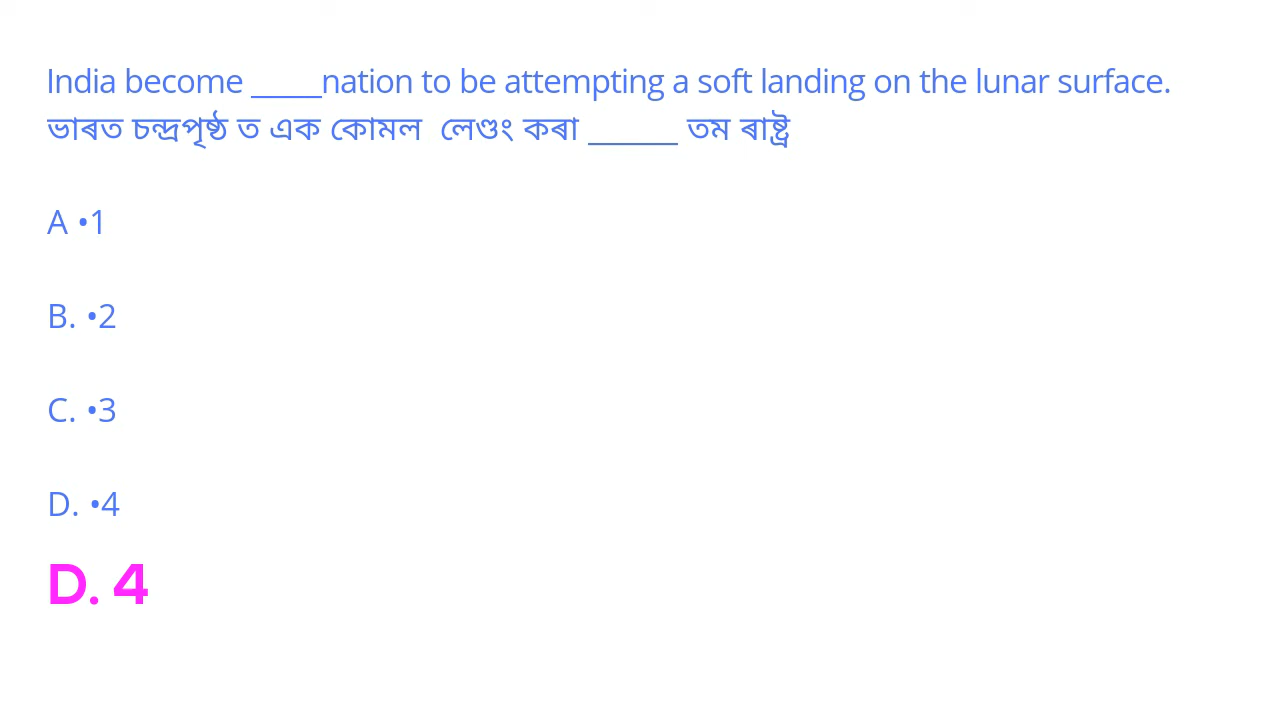 India become _____nation to be attempting a soft landing on the lunar surface.
ভাৰত চন্দ্ৰপৃষ্ঠ ত এক কোমল লেণ্ডিং কৰা ______ তম ৰাষ্ট্ৰ
A •1
B. •2
C. •3
D. •4
D. 4